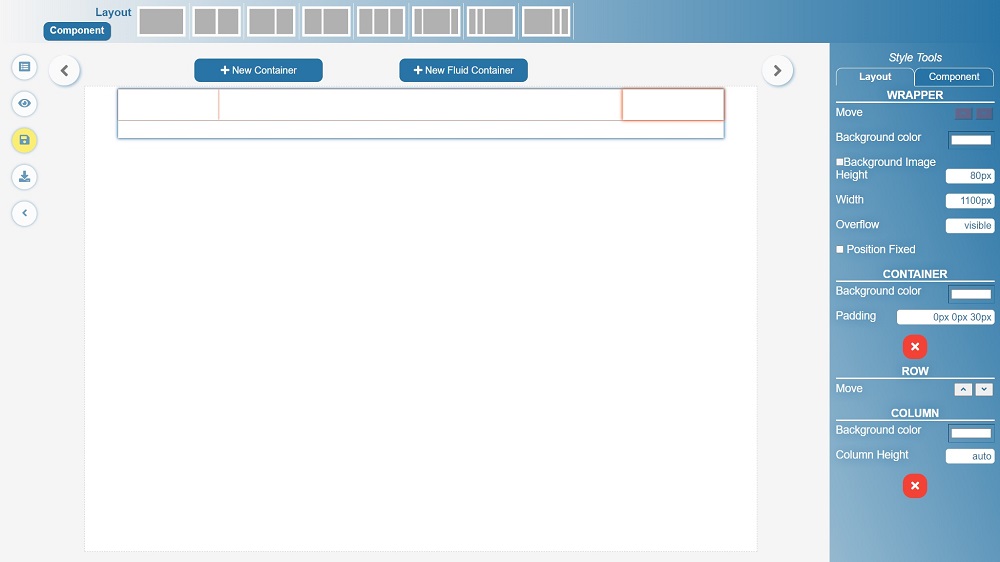 Layout
Component
New Container
New Fluid Container
Style Tools
Layout
Component
WRAPPER
Move
Background color
Background Image
Height
80px
Width
1100px
Overflow
visible
Position Fixed
CONTAINER
Background color
Padding
0px 0px 30px
ROW
Move
COLUMN
Background color
Column Height
auto